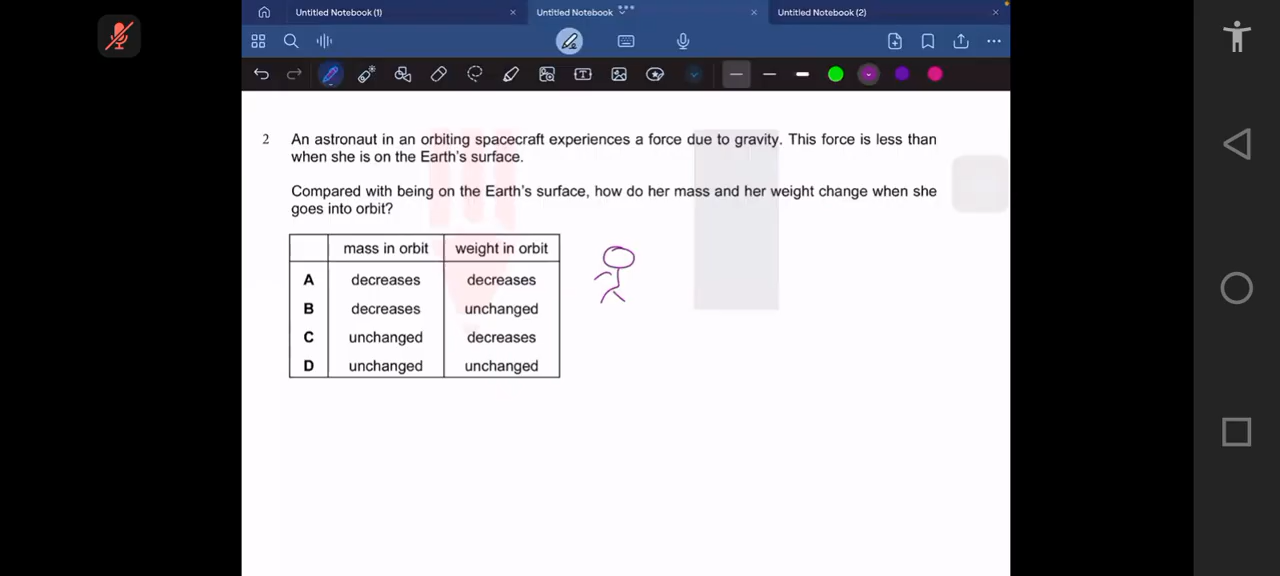 Untitled Notebook (1) × Untitled Notebook × Untitled Notebook (2) ×
2 An astronaut in an orbiting spacecraft experiences a force due to gravity. This force is less than
when she is on the Earth's surface.
Compared with being on the Earth's surface, how do her mass and her weight change when she
goes into orbit?
mass in orbit weight in orbit
A decreases decreases
B decreases unchanged
C unchanged decreases
D unchanged unchanged